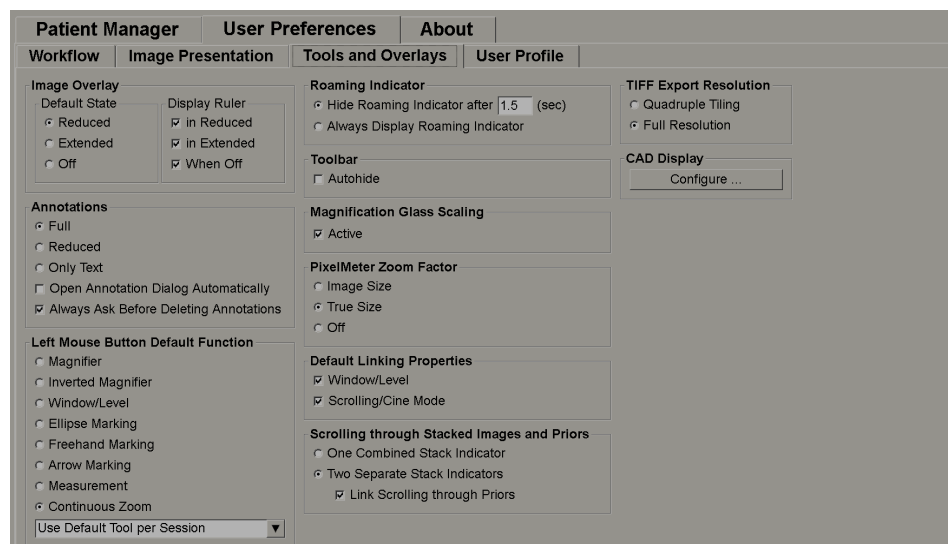 Patient Manager
User Preferences
About
Workflow
Image Presentation
Tools and Overlays
User Profile
Image Overlay
Default State
Reduced
Extended
Off
Display Ruler
in Reduced
in Extended
When Off
Annotations
Full
Reduced
Only Text
Open Annotation Dialog Automatically
Always Ask Before Deleting Annotations
Left Mouse Button Default Function
Magnifier
Inverted Magnifier
Window/Level
Ellipse Marking
Freehand Marking
Arrow Marking
Measurement
Continuous Zoom
Use Default Tool per Session
Roaming Indicator
Hide Roaming Indicator after 1.5 (sec)
Always Display Roaming Indicator
Toolbar
Autohide
Magnification Glass Scaling
Active
PixelMeter Zoom Factor
Image Size
True Size
Off
Default Linking Properties
Window/Level
Scrolling/Cine Mode
Scrolling through Stacked Images and Priors
One Combined Stack Indicator
Two Separate Stack Indicators
Link Scrolling through Priors
TIFF Export Resolution
Quadruple Tiling
Full Resolution
CAD Display
Configure ...